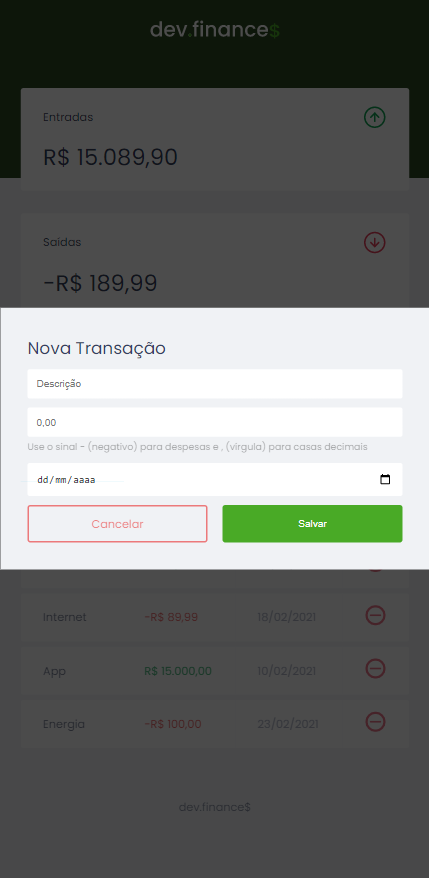 dev.finance$
Entradas
R$ 15.089,90
Saídas
-R$ 189,99
Nova Transação
Descrição
0,00
Use o sinal - (negativo) para despesas e , (vírgula) para casas decimais
dd/mm/aaaa
Cancelar Salvar
Internet -R$ 89,99 18/02/2021
App R$ 15.000,00 10/02/2021
Energia -R$ 100,00 23/02/2021
dev.finance$